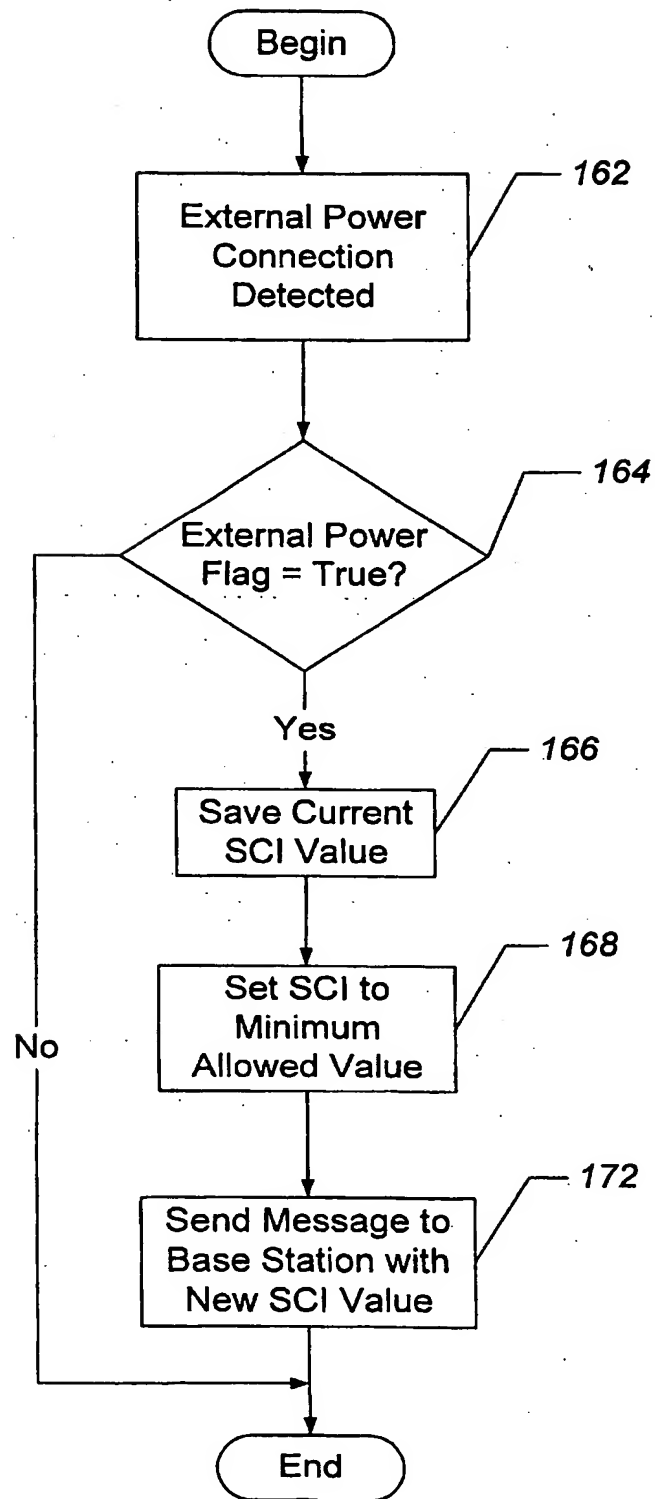 Begin
162
External Power
Connection
Detected
164
External Power
Flag = True?
Yes
166
Save Current
SCI Value
168
Set SCI to
Minimum
Allowed Value
No
172
Send Message to
Base Station with
New SCI Value
End